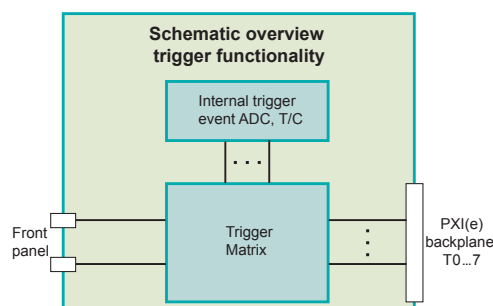 Schematic overview
trigger functionality
Internal trigger
event ADC, T/C
Front
panel
Trigger
Matrix
PXI(e)
backplane
T0...7